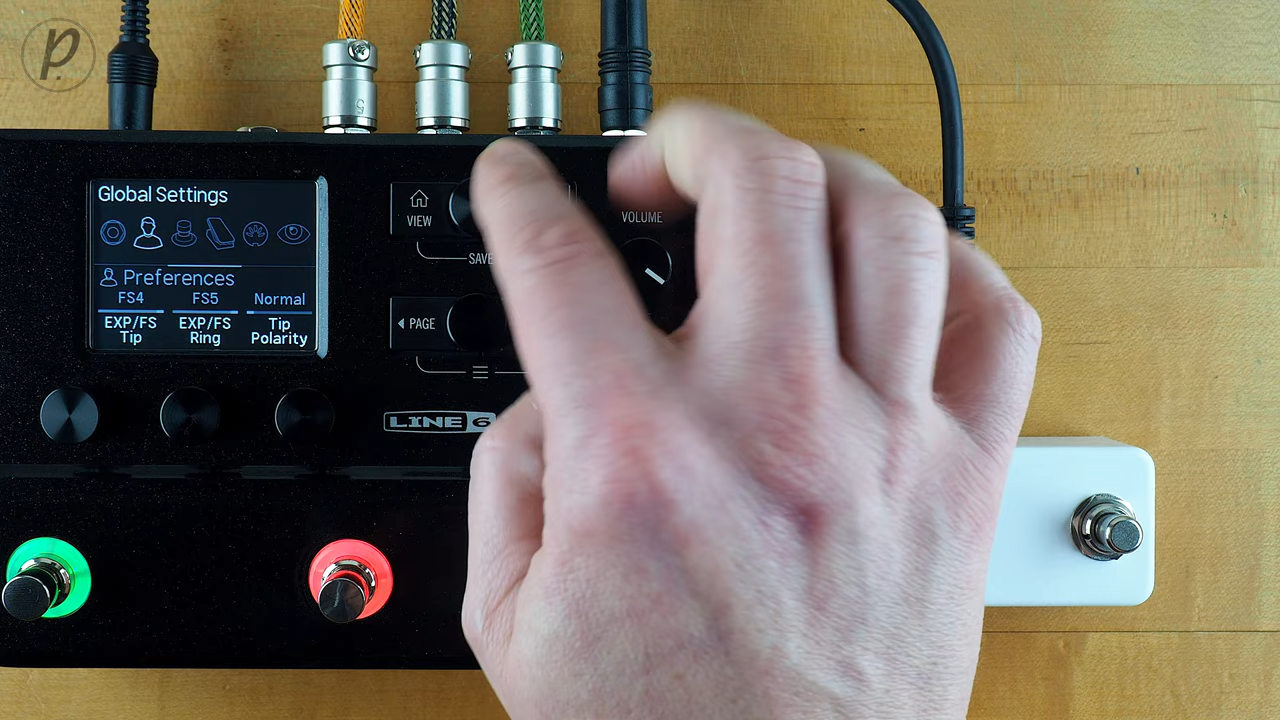 p.
Global Settings
VIEW
VOLUME
SAVE
Preferences
FS4 FS5 Normal
EXP/FS EXP/FS Tip
Tip Ring Polarity
PAGE
LINE 6
5